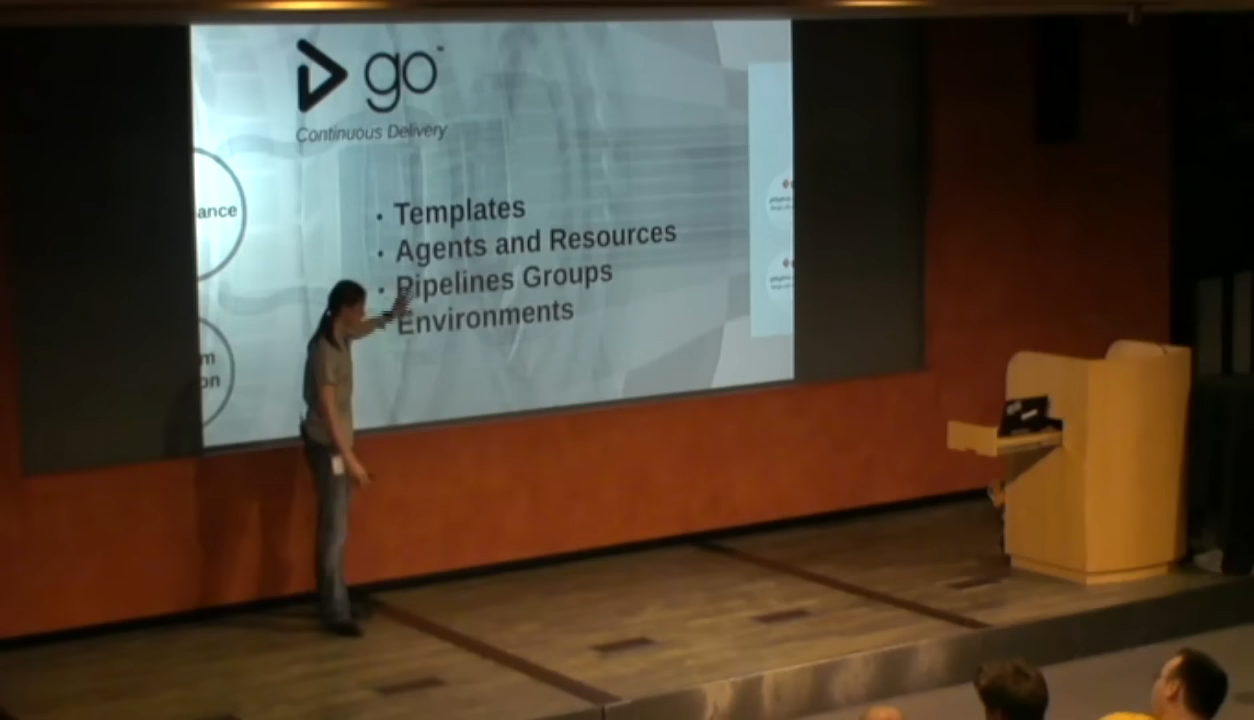 go
Continuous Delivery
ance
• Templates
• Agents and Resources
• Pipelines Groups
Environments
m
on